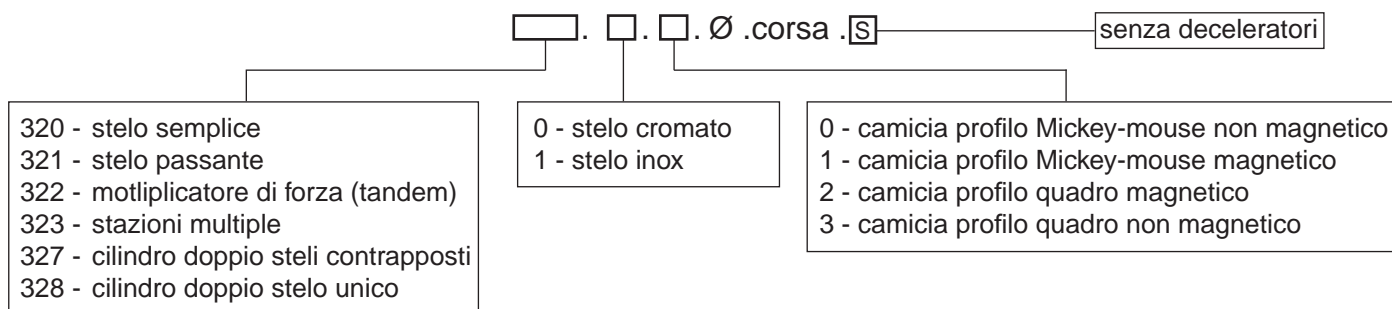 . . . Ø .corsa . S
senza deceleratori
320 - stelo semplice
321 - stelo passante
322 - motliplicatore di forza (tandem)
323 - stazioni multiple
327 - cilindro doppio steli contrapposti
328 - cilindro doppio stelo unico
0 - stelo cromato
1 - stelo inox
0 - camicia profilo Mickey-mouse non magnetico
1 - camicia profilo Mickey-mouse magnetico
2 - camicia profilo quadro magnetico
3 - camicia profilo quadro non magnetico